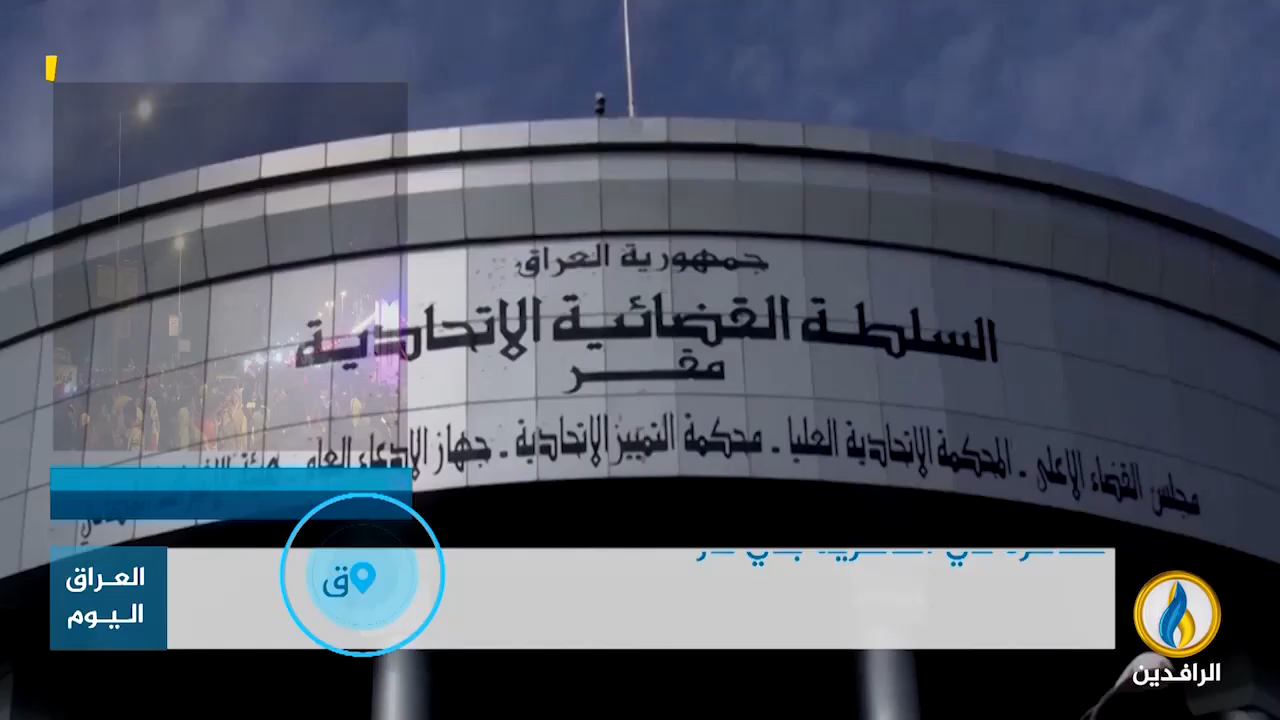 جمهورية العراق
السلطة القضائية الاتحادية
مقر
مجلس القضاء الاعلى - المحكمة الاتحادية العليا - محكمة التمييز الاتحادية - جهاز الادعاء العام
العراق
اليوم
ق
الرافدين